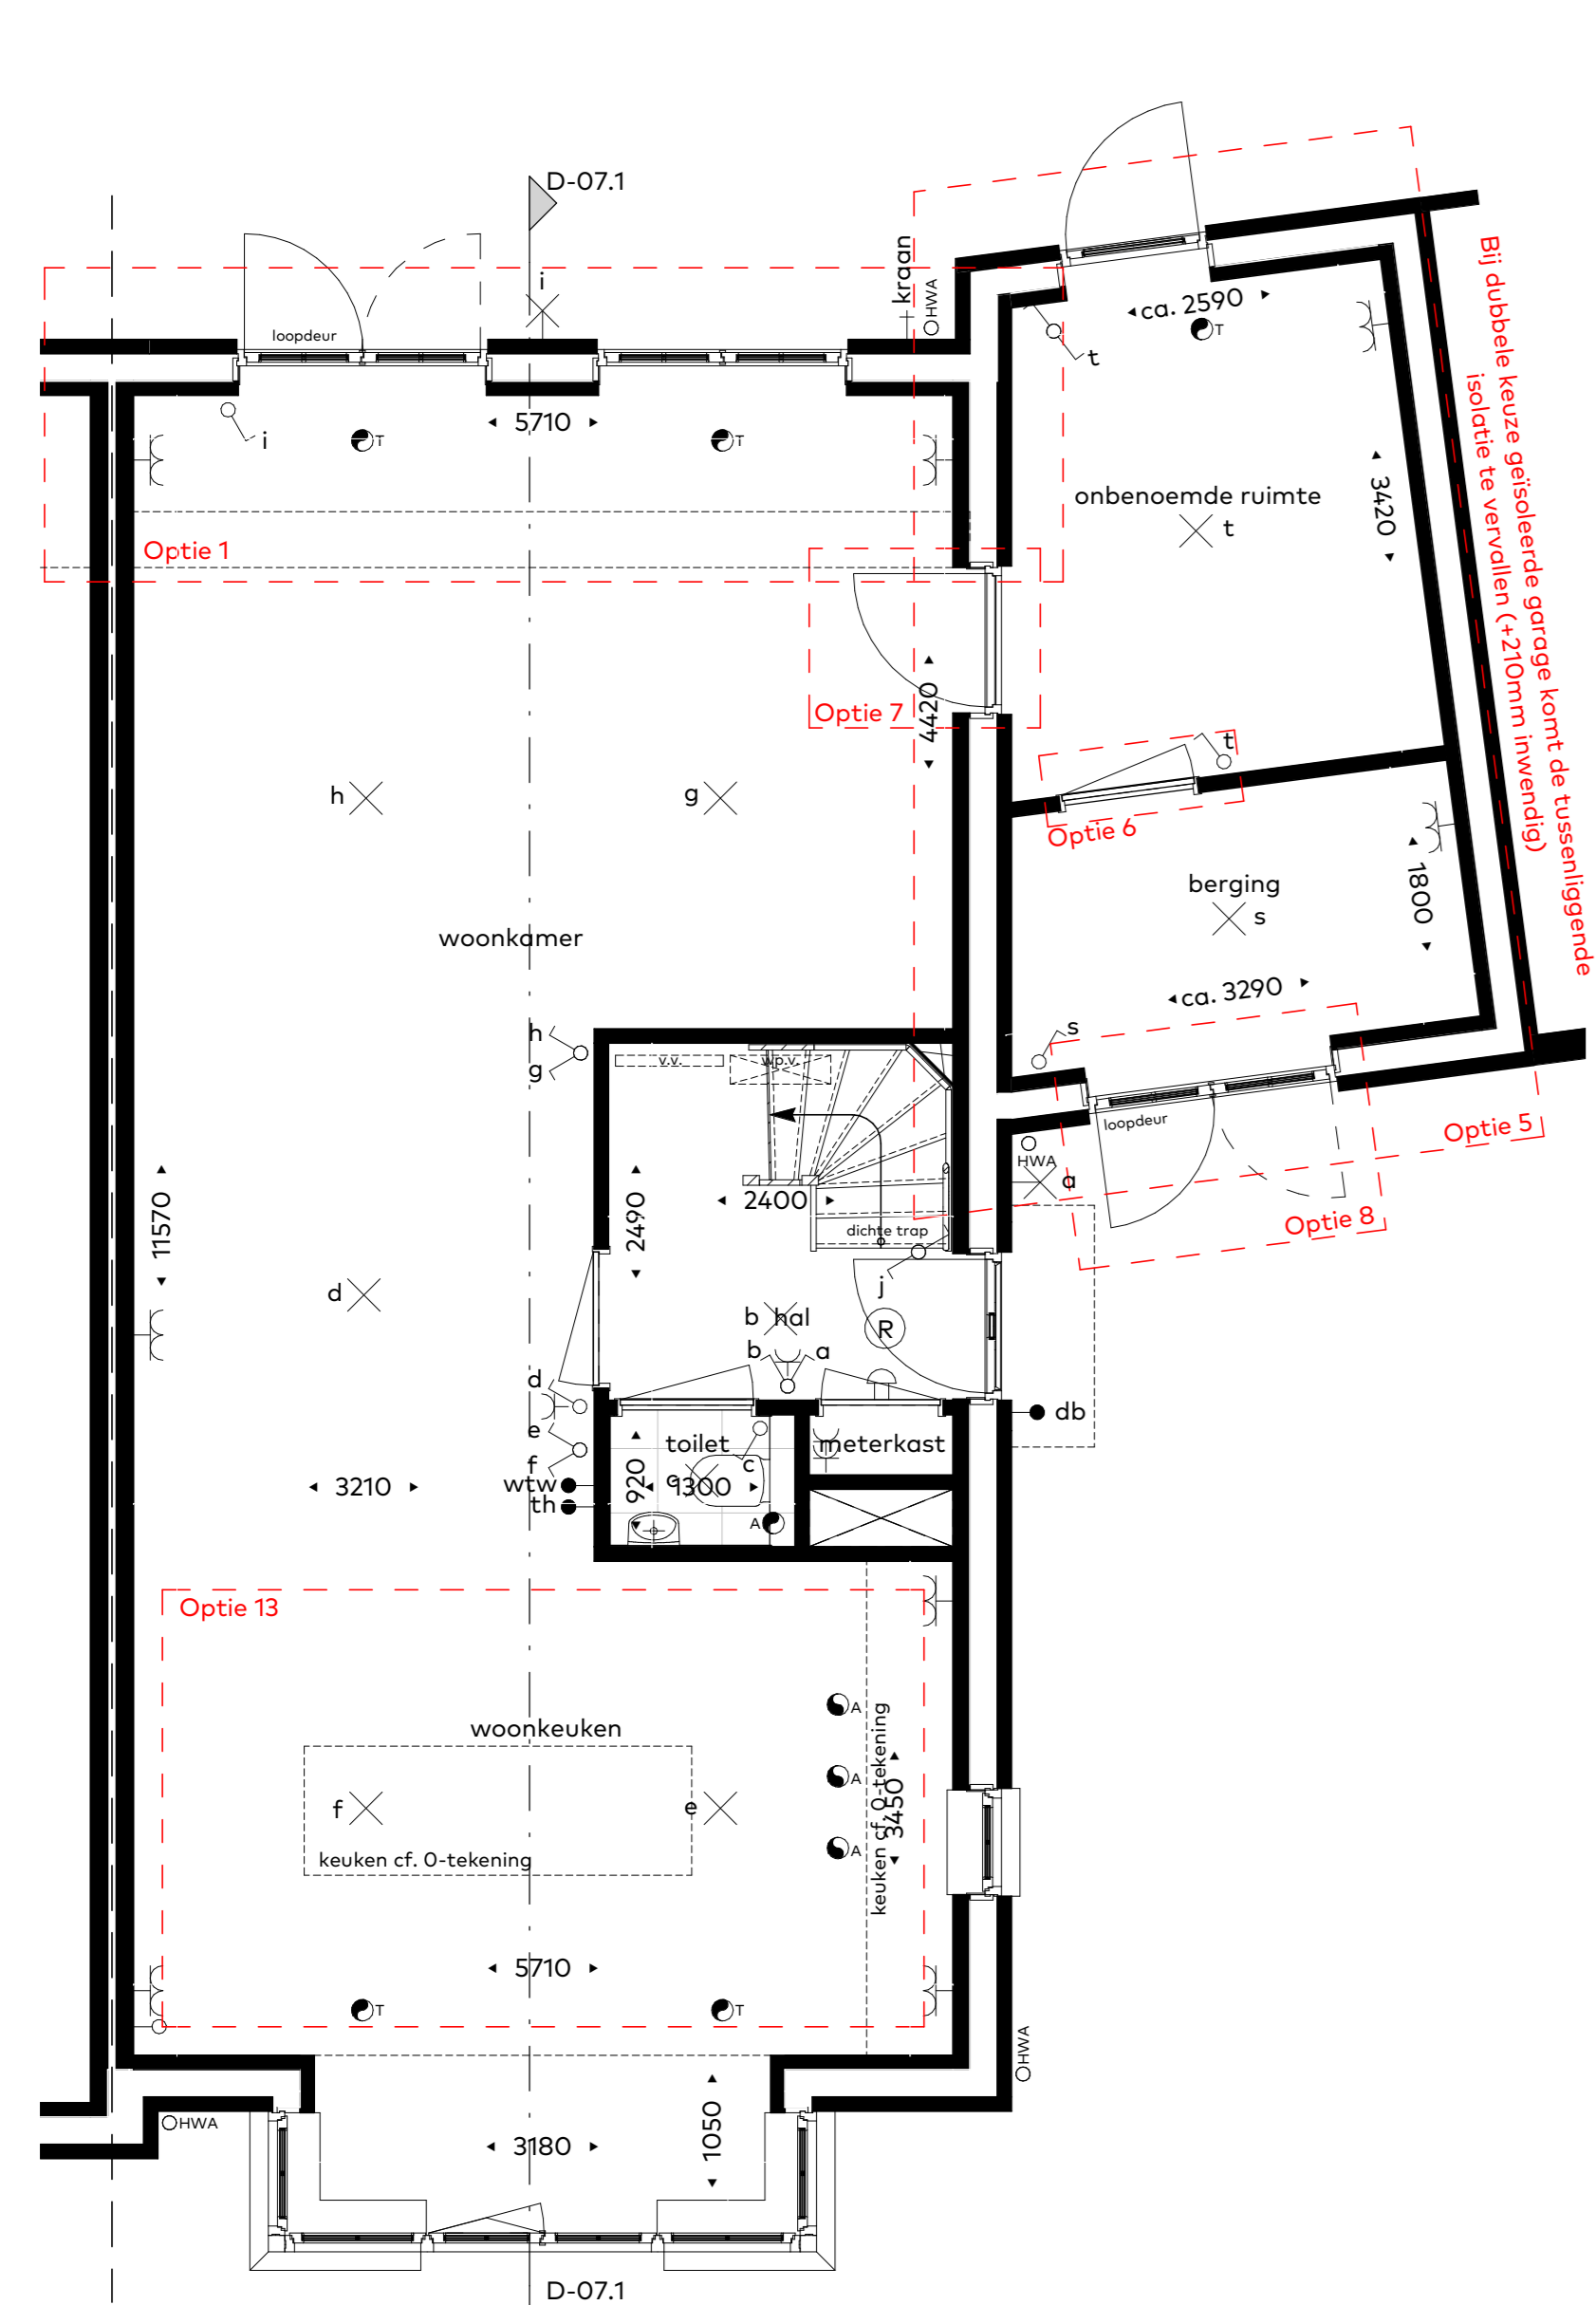 D-07.1
kraan
HWA
i
loopdeur
ca. 2590
T
t
i
5710
T
T
Bij dubbele keuze geïsoleerde garage komt de tussenliggende
isolatie te vervallen (+210mm inwendig)
onbenoemde ruimte
t
3420
Optie 1
Optie 7
4420
t
h
g
Optie 6
berging
s
1800
woonkamer
ca. 3290
h
g
s
v.v.
wp.v.
loopdeur
Optie 5
HWA
a
11570
2490
2400
dichte trap
Optie 8
j
d
b
hal
R
b
a
d
db
e
f
toilet
meterkast
c
c
wtw
th
3210
920
1300
A
Optie 13
A
woonkeuken
keuken cf. 0-tekening
3450
A
f
e
A
keuken cf. 0-tekening
5710
T
T
HWA
HWA
3180
1050
D-07.1